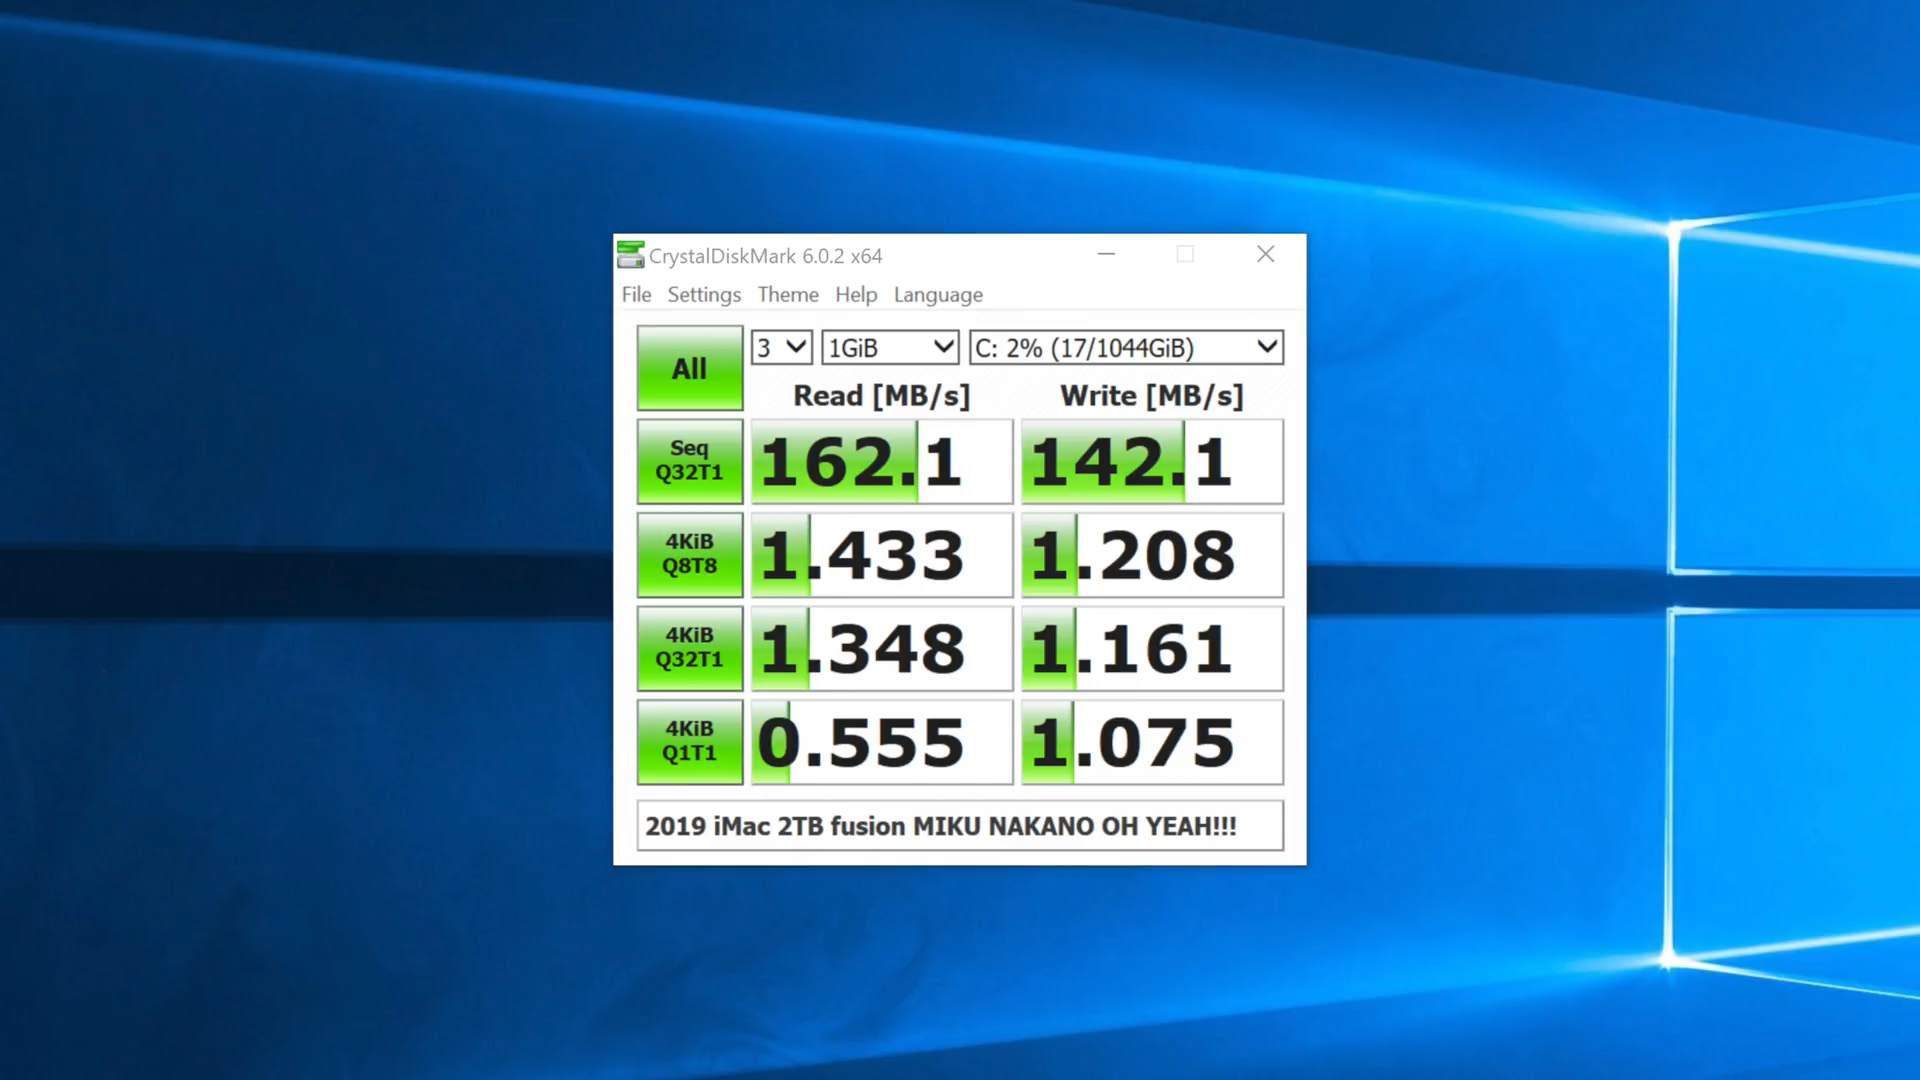 CrystalDiskMark 6.0.2 x64
File Settings Theme Help Language
All 3 1GiB C: 2% (17/1044GiB)
Read [MB/s] Write [MB/s]
Seq
Q32T1 162.1 142.1
4KiB
Q8T8 1.433 1.208
4KiB
Q32T1 1.348 1.161
4KiB
Q1T1 0.555 1.075
2019 iMac 2TB fusion MIKU NAKANO OH YEAH!!!